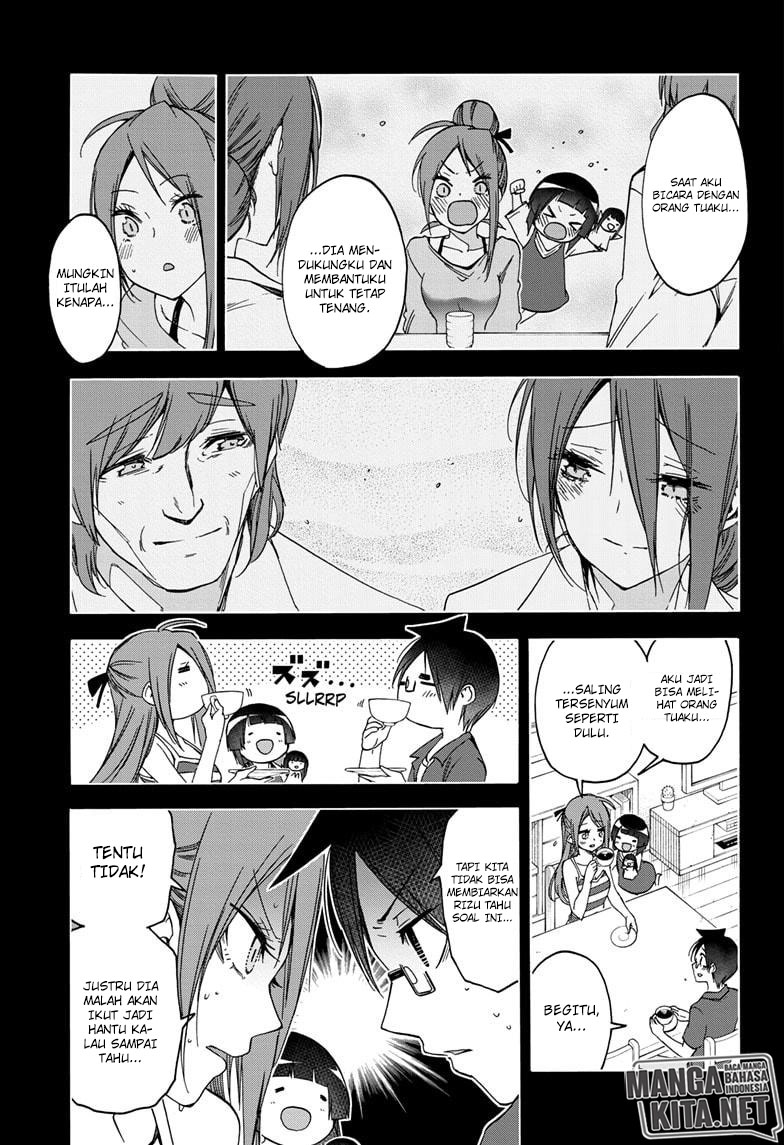 SAAT AKU
BICARA DENGAN
ORANG TUAKU...
...DIA MEN-
DUKUNGKU DAN
MEMBANTUKU
UNTUK TETAP
TENANG.
MUNGKIN
ITULAH
KENAPA...
AKU JADI
BISA MELI-
HAT ORANG
TUAKU...
...SALING
TERSENYUM
SEPERTI
DULU.
BEGITU,
YA...
ズズ...
SLLRRP
TAPI KITA
TIDAK BISA
MEMBIARKAN
RIZU TAHU
SOAL INI...
TENTU
TIDAK!
JUSTRU DIA
MALAH AKAN
IKUT JADI
HANTU KA-
LAU SAMPAI
TAHU...
MANGA
KITA.NET
BACA MANGA
BAHASA
INDONESIA